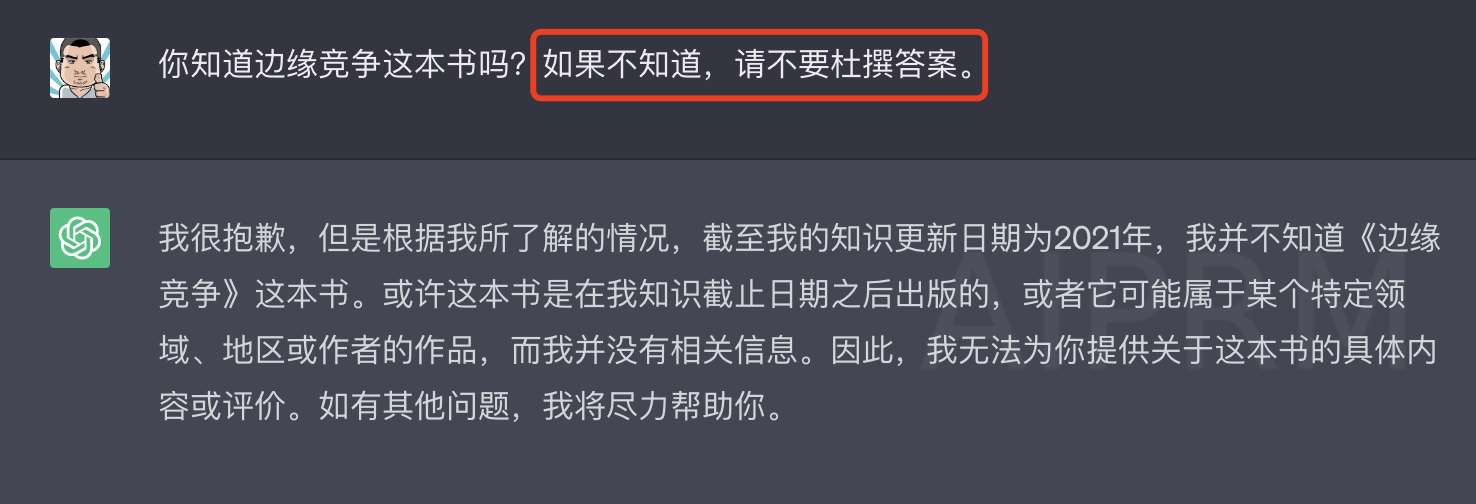 你知道边缘竞争这本书吗？如果不知道，请不要杜撰答案。
我很抱歉，但是根据我所了解的情况，截至我的知识更新日期为2021年，我并不知道《边缘
竞争》这本书。或许这本书是在我知识截止日期之后出版的，或者它可能属于某个特定领
域、地区或作者的作品，而我并没有相关信息。因此，我无法为你提供关于这本书的具体内
容或评价。如有其他问题，我将尽力帮助你。
AIPRM